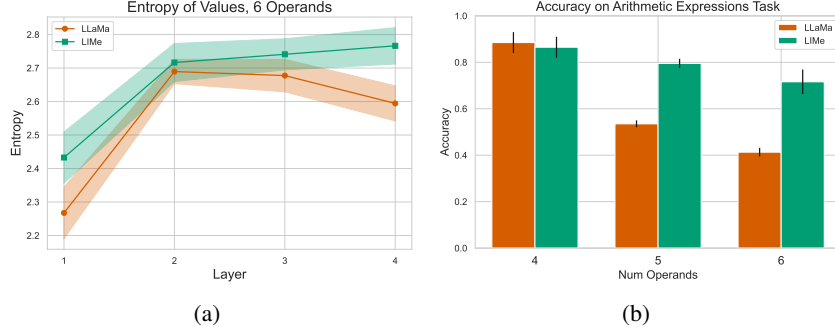 Entropy of Values, 6 Operands
LLaMa
LIMe
2.8
2.7
2.6
2.5
2.4
2.3
2.2
Entropy
1 2 3 4
Layer
(a)
Accuracy on Arithmetic Expressions Task
LLaMa
LIMe
1.0
0.8
0.6
0.4
0.2
0.0
Accuracy
4 5 6
Num Operands
(b)